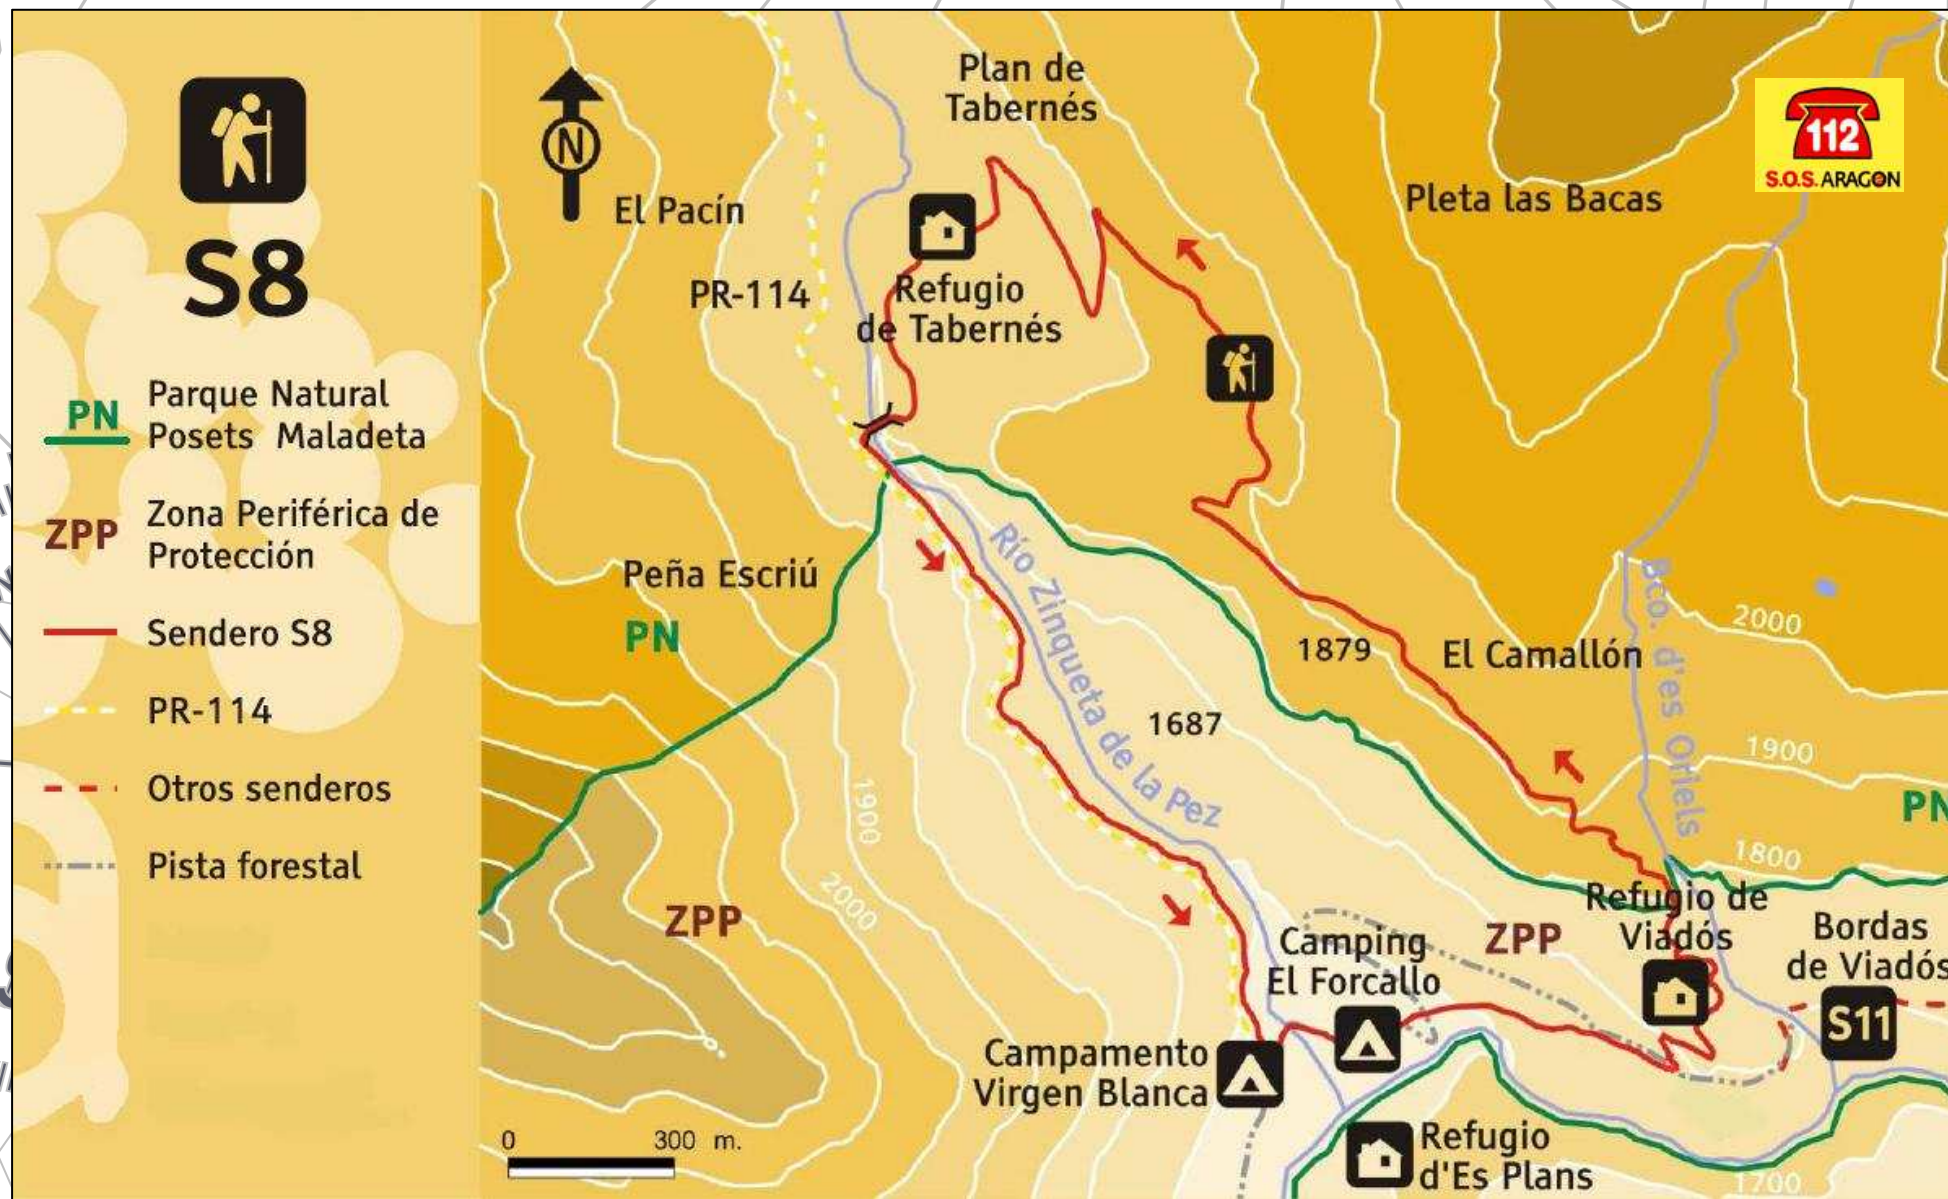 S8
PN
Parque Natural
Posets Maladeta
ZPP
Zona Periférica de
Protección
Sendero S8
PR-114
Otros senderos
Pista forestal
N
Plan de
Tabernés
112
S.O.S. ARAGON
El Pacín
Pleta las Bacas
PR-114
Refugio
de Tabernés
Peña Escriú
PN
Río Zinqueta de la Pez
Bco. d'es Oriels
2000
1879
El Camallón
1687
1900
PN
1900
1800
2000
ZPP
Refugio de
Viadós
ZPP
Bordas
de Viadós
Camping
El Forcallo
S11
Campamento
Virgen Blanca
0 300 m.
Refugio
d'Es Plans
1700